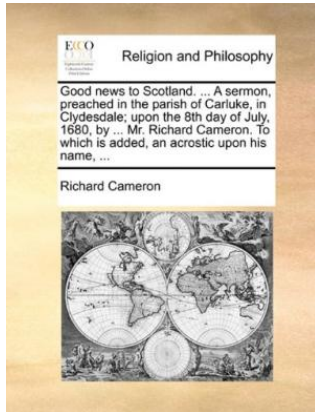 ECCO
Religion and Philosophy
Good news to Scotland. ... A sermon,
preached in the parish of Carluke, in
Clydesdale; upon the 8th day of July,
1680, by ... Mr. Richard Cameron. To
which is added, an acrostic upon his
name, ...
Richard Cameron